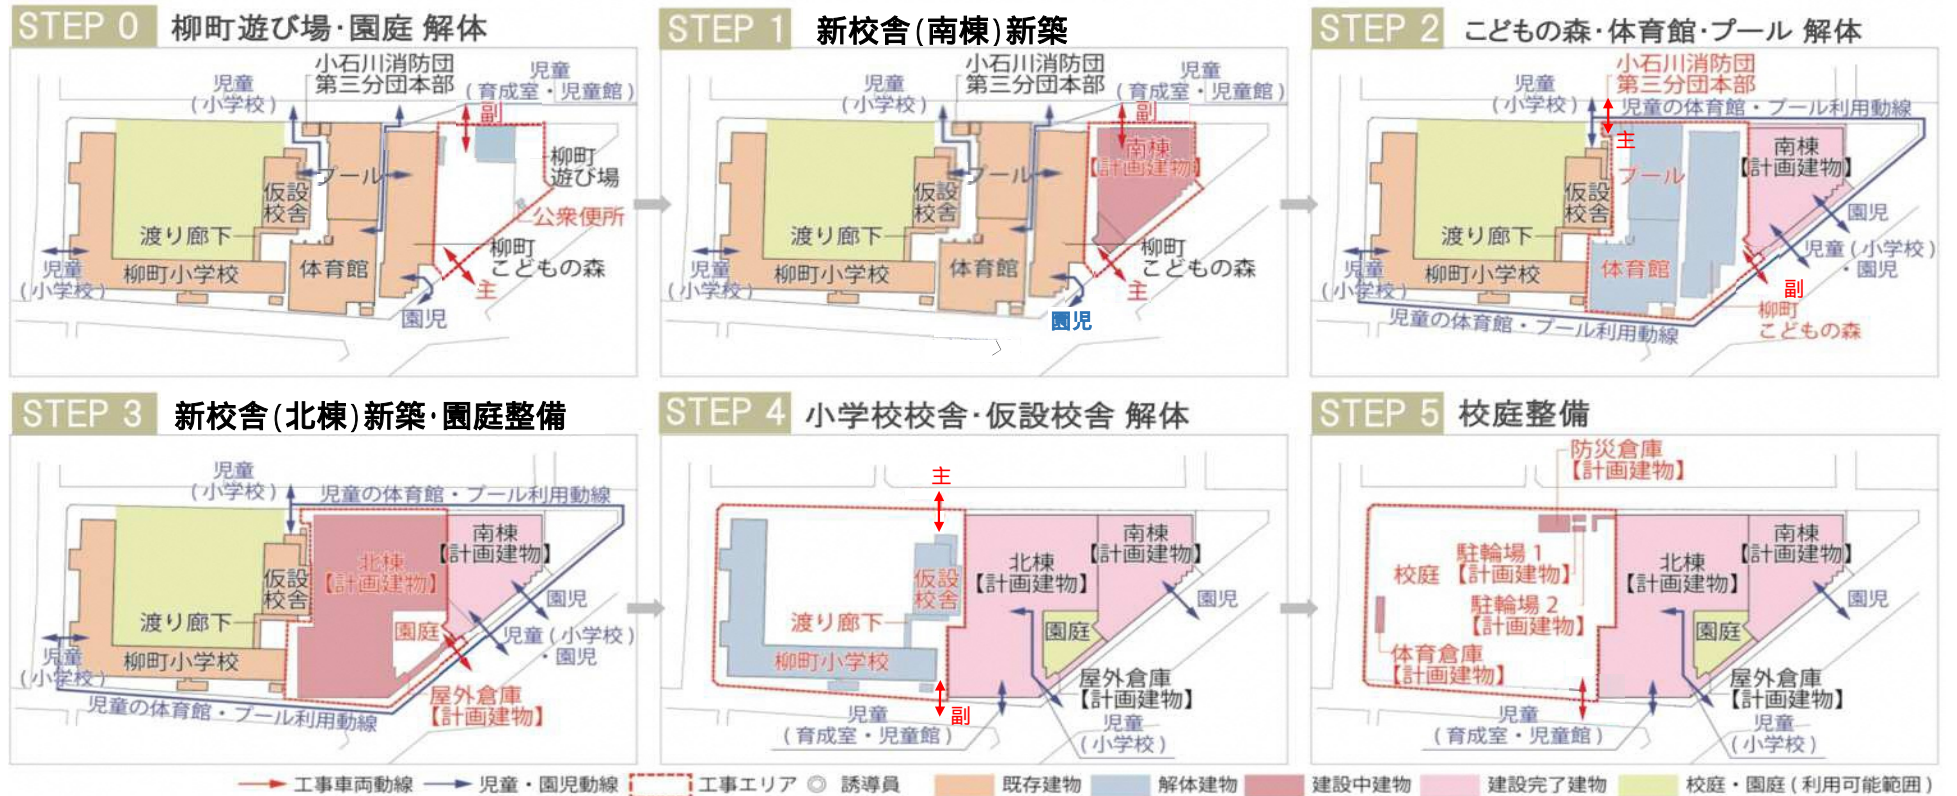 STEP 0 柳町遊び場・園庭 解体
児童
(小学校)
小石川消防団
第三分団本部
児童
(育成室・児童館)
副
柳町
遊び場
プール
仮設
校舎
公衆便所
渡り廊下
柳町
こどもの森
児童
(小学校)
柳町小学校
体育館
主
園児
STEP 1 新校舎(南棟)新築
児童
(小学校)
小石川消防団
第三分団本部
児童
(育成室・児童館)
副
南棟
【計画建物】
プール
仮設
校舎
渡り廊下
柳町
こどもの森
児童
(小学校)
柳町小学校
体育館
主
園児
STEP 2 こどもの森・体育館・プール 解体
児童
(小学校)
小石川消防団
第三分団本部
児童の体育館・プール利用動線
主
南棟
【計画建物】
プール
仮設
校舎
園児
渡り廊下
児童(小学校)
・園児
児童
(小学校)
柳町小学校
体育館
副
柳町
こどもの森
児童の体育館・プール利用動線
STEP 3 新校舎(北棟)新築・園庭整備
児童
(小学校)
児童の体育館・プール利用動線
南棟
【計画建物】
北棟
【計画建物】
仮設
校舎
園児
渡り廊下
園庭
児童(小学校)
・園児
児童
(小学校)
柳町小学校
屋外倉庫
【計画建物】
児童の体育館・プール利用動線
STEP 4 小学校校舎・仮設校舎 解体
主
南棟
【計画建物】
北棟
【計画建物】
仮設
校舎
園児
渡り廊下
園庭
柳町小学校
屋外倉庫
【計画建物】
副
児童
(育成室・児童館)
児童
(小学校)
STEP 5 校庭整備
防災倉庫
【計画建物】
南棟
【計画建物】
駐輪場1
【計画建物】
校庭
北棟
【計画建物】
駐輪場2
【計画建物】
園児
園庭
体育倉庫
【計画建物】
屋外倉庫
【計画建物】
児童
(育成室・児童館)
児童
(小学校)
工事車両動線 児童・園児動線 工事エリア 誘導員 既存建物 解体建物 建設中建物 建設完了建物 校庭・園庭(利用可能範囲)